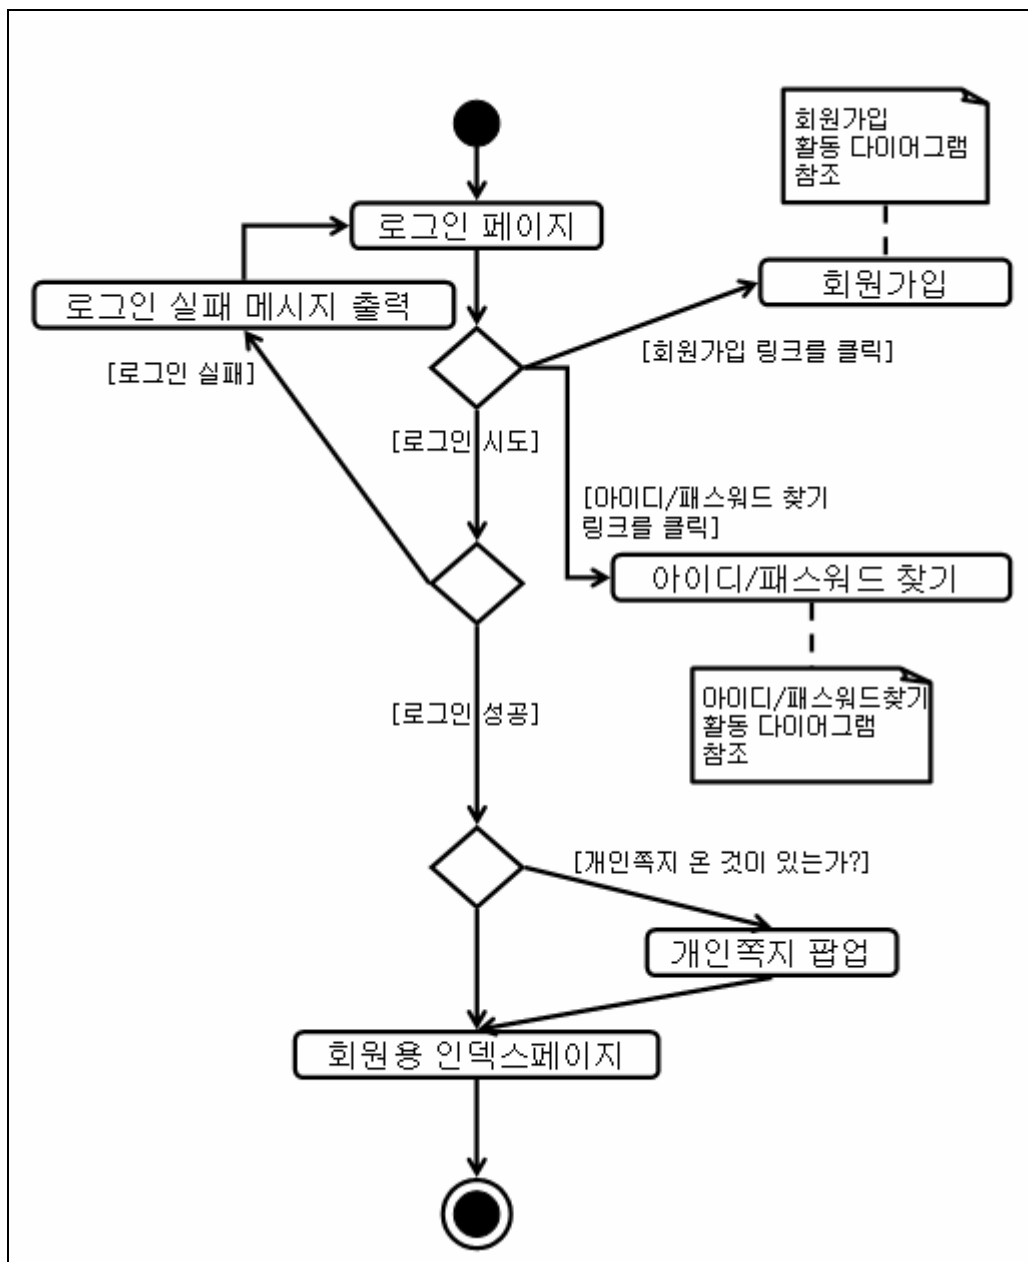 회원가입
활동 다이어그램
참조
로그인 페이지
회원가입
로그인 실패 메시지 출력
[회원가입 링크를 클릭]
[로그인 실패]
[로그인 시도]
[아이디/패스워드 찾기
링크를 클릭]
아이디/패스워드 찾기
아이디/패스워드찾기
활동 다이어그램
참조
[로그인 성공]
[개인쪽지 온 것이 있는가?]
개인쪽지 팝업
회원용 인덱스페이지